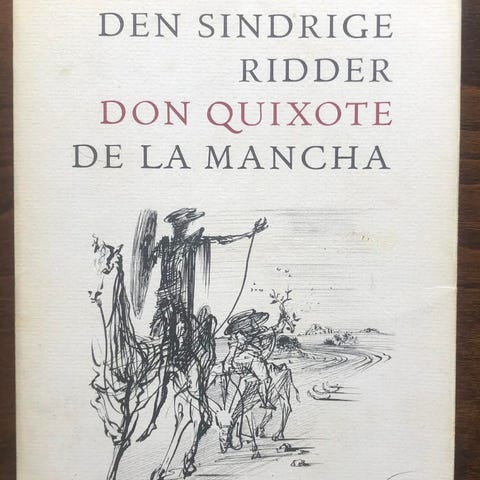 DEN SINDRIGE
RIDDER
DON QUIXOTE
DE LA MANCHA